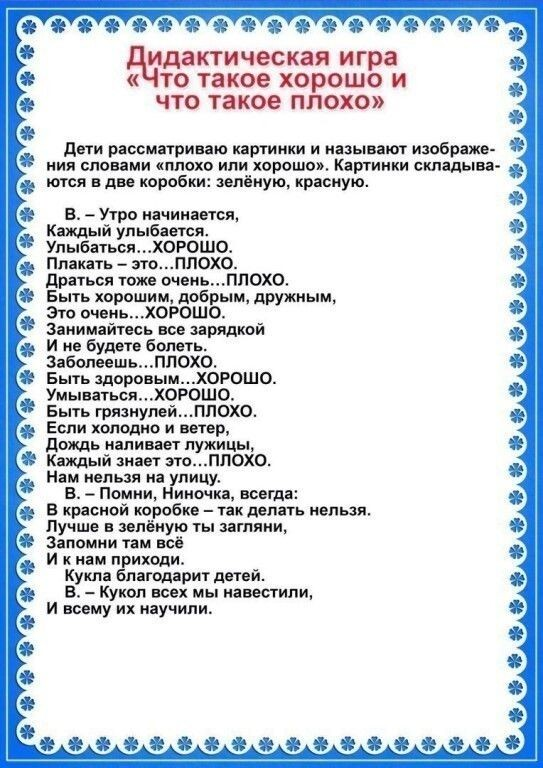 Дидактическая игра
«Что такое хорошо и
что такое плохо»
Дети рассматриваю картинки и называют изображе-
ния словами «плохо или хорошо». Картинки складыва-
ются в две коробки: зелёную, красную.
В. – Утро начинается,
Каждый улыбается.
Улыбаться…ХОРОШО.
Плакать – это…ПЛОХО.
Драться тоже очень…ПЛОХО.
Быть хорошим, добрым, дружным,
Это очень…ХОРОШО.
Занимайтесь все зарядкой
И не будете болеть.
Заболеешь…ПЛОХО.
Быть здоровым…ХОРОШО.
Умываться…ХОРОШО.
Быть грязнулей…ПЛОХО.
Если холодно и ветер,
Дождь наливает лужицы,
Каждый знает это…ПЛОХО.
Нам нельзя на улицу.
В. – Помни, Ниночка, всегда:
В красной коробке – так делать нельзя.
Лучше в зелёную ты загляни,
Запомни там всё
И к нам приходи.
Кукла благодарит детей.
В. – Кукол всех мы навестили,
И всему их научили.